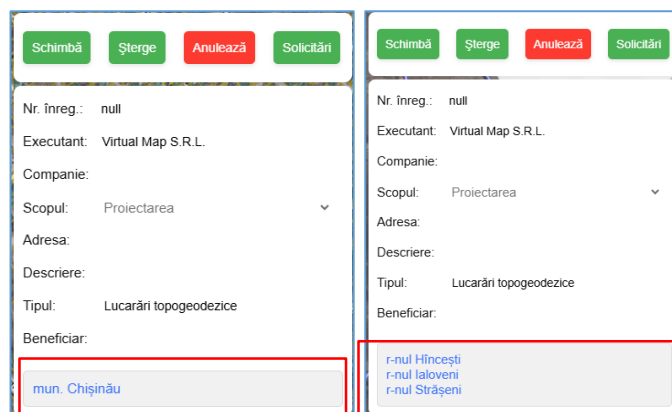 Schimbă Șterge Anulează Solicitări
Nr. înreg.: null
Executant: Virtual Map S.R.L.
Companie:
Scopul: Proiectarea
Adresa:
Descriere:
Tipul: Lucarări topogeodezice
Beneficiar:
mun. Chișinău
Schimbă Șterge Anulează Solicitări
Nr. înreg.: null
Executant: Virtual Map S.R.L.
Companie:
Scopul: Proiectarea
Adresa:
Descriere:
Tipul: Lucarări topogeodezice
Beneficiar:
r-nul Hîncești
r-nul Ialoveni
r-nul Strășeni